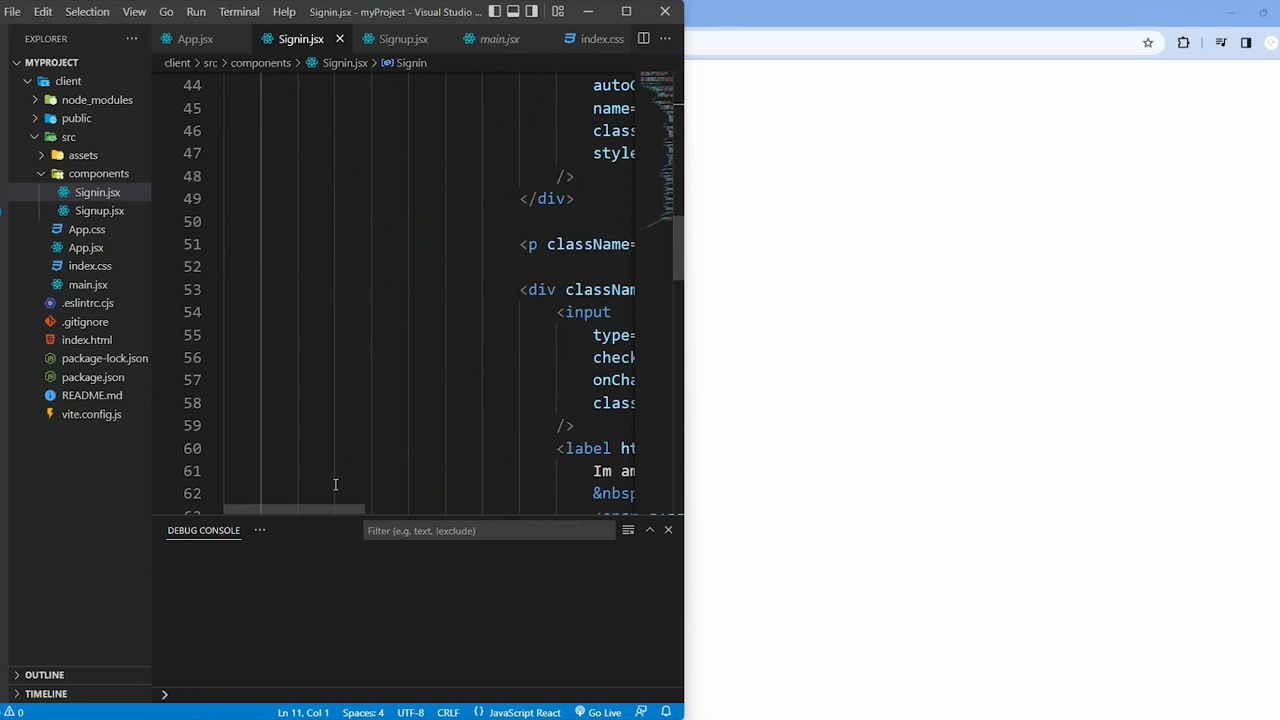 File Edit Selection View Go Run Terminal Help Signin.jsx - myProject - Visual Studio ...
EXPLORER
App.jsx Signin.jsx Signup.jsx main.jsx index.css
MYPROJECT
client > src > components > Signin.jsx > Signin
client
node_modules
public
src
assets
components
Signin.jsx
Signup.jsx
App.css
App.jsx
index.css
main.jsx
.eslintrc.cjs
.gitignore
index.html
package-lock.json
package.json
README.md
vite.config.js
44 autoc
45 name=
46 class
47 style
48 />
49 </div>
50
51 <p className=
52
53 <div classNam
54 <input
55 type=
56 check
57 onCha
58 class
59 />
60 <label ht
61 Im am
62 &nbsp
DEBUG CONSOLE Filter (e.g. text, !exclude)
OUTLINE
TIMELINE
0 Ln 11, Col 1 Spaces: 4 UTF-8 CRLF JavaScript React Go Live